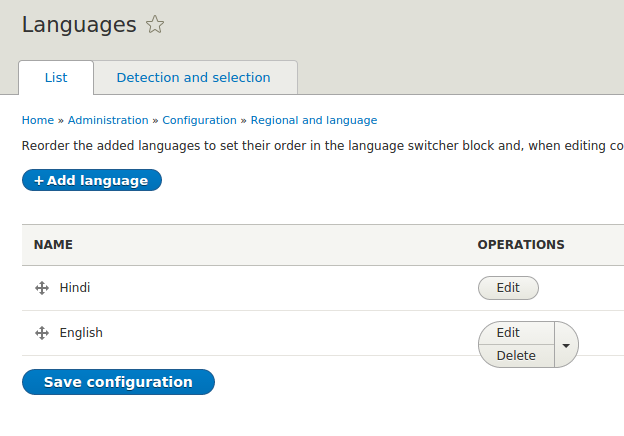 Languages
List Detection and selection
Home » Administration » Configuration » Regional and language
Reorder the added languages to set their order in the language switcher block and, when editing co
+ Add language
NAME OPERATIONS
Hindi Edit
English Edit
Delete
Save configuration